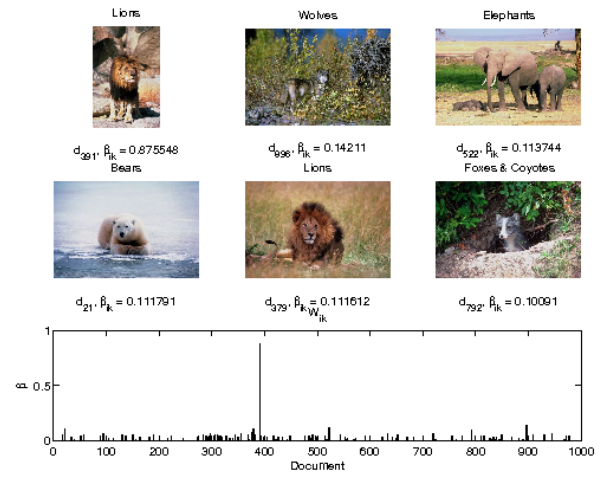 Lions Wolves Elephants
d391, βik = 0.875548 d896, βik = 0.14211 d522, βik = 0.113744
Bears Lions Foxes & Coyotes
d21, βik = 0.111791 d379, βik = 0.111612 d792, βik = 0.10091
Wik
1
0.5
0
β
0 100 200 300 400 500 600 700 800 900 1000
Document